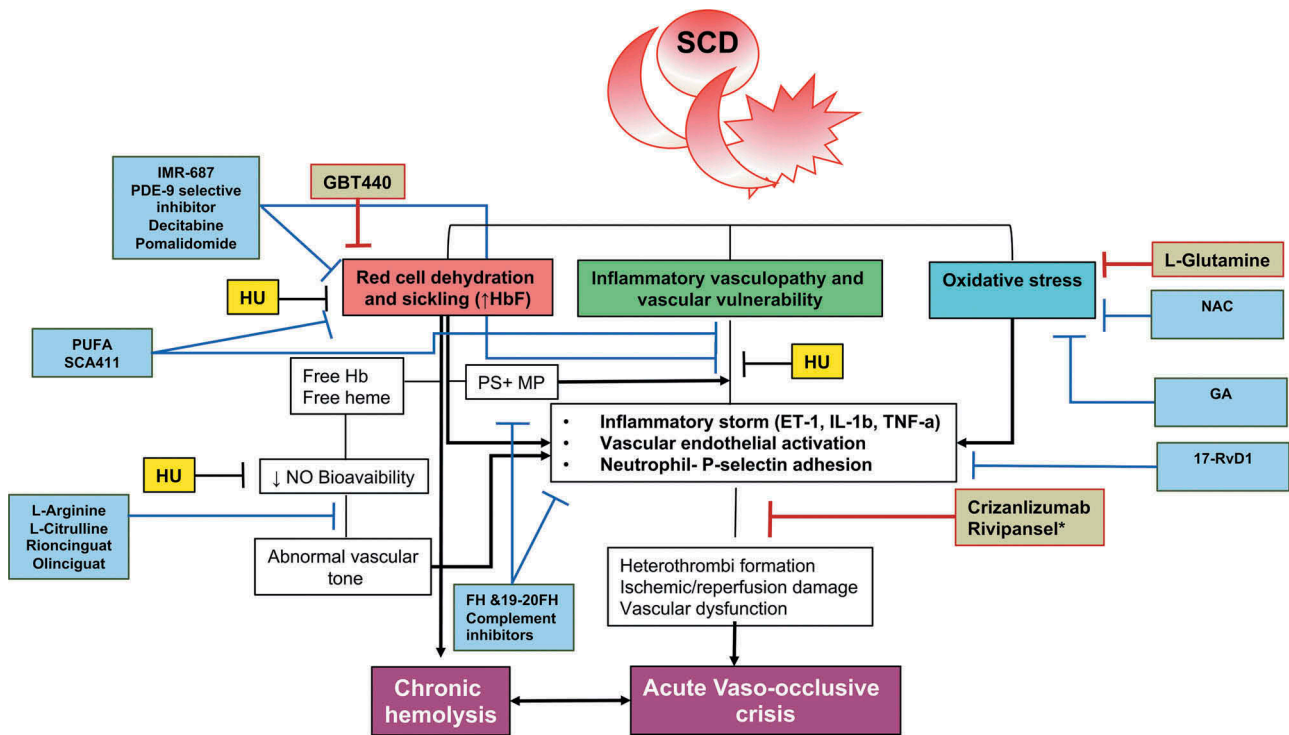 SCD
IMR-687
PDE-9 selective
inhibitor
Decitabine
Pomalidomide
GBT440
HU
Red cell dehydration
and sickling (↑HbF)
Inflammatory vasculopathy and
vascular vulnerability
Oxidative stress
L-Glutamine
NAC
PUFA
SCA411
Free Hb
Free heme
PS+ MP
HU
GA
• Inflammatory storm (ET-1, IL-1b, TNF-a)
• Vascular endothelial activation
• Neutrophil- P-selectin adhesion
17-RvD1
HU
↓ NO Bioavaibility
L-Arginine
L-Citrulline
Rioncinguat
Olinciguat
Abnormal vascular
tone
Crizanlizumab
Rivipansel*
Heterothrombi formation
Ischemic/reperfusion damage
Vascular dysfunction
FH &19-20FH
Complement
inhibitors
Chronic
hemolysis
Acute Vaso-occlusive
crisis